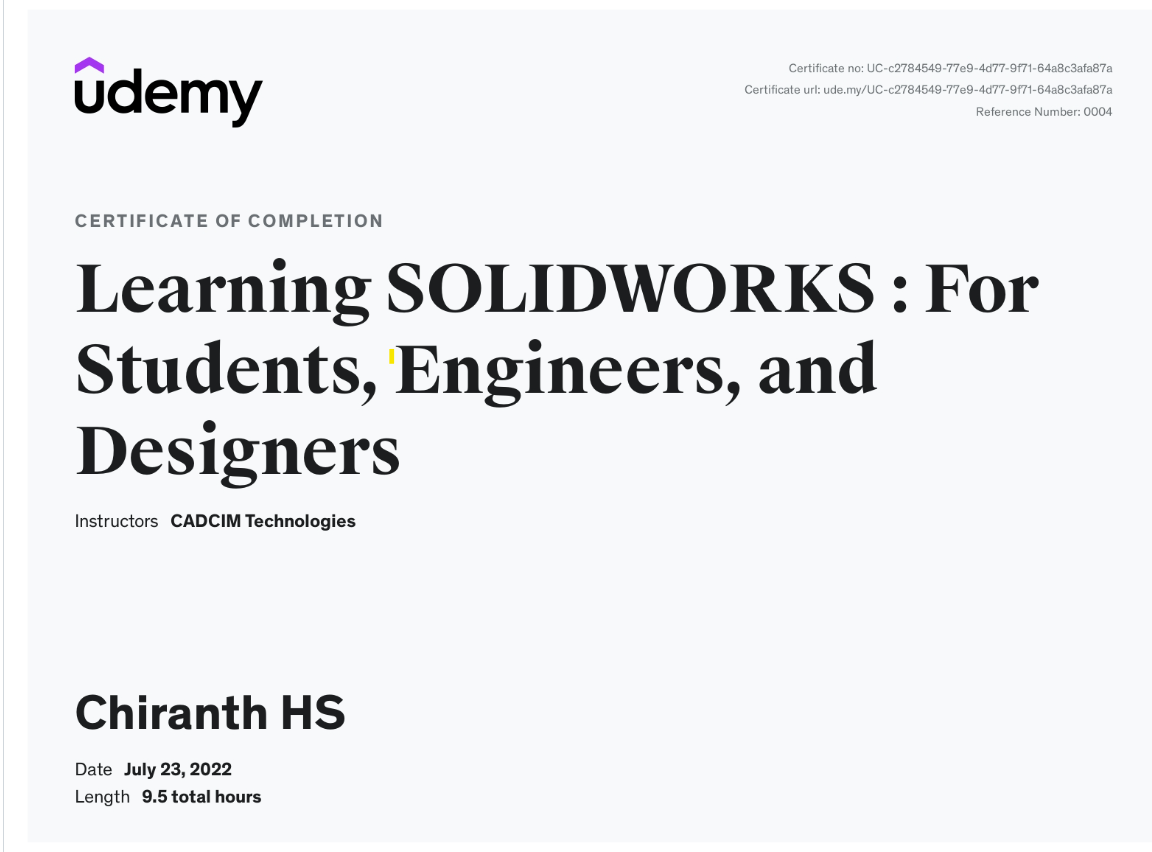 udemy
Certificate no: UC-c2784549-77e9-4d77-9f71-64a8c3afa87a
Certificate url: ude.my/UC-c2784549-77e9-4d77-9f71-64a8c3afa87a
Reference Number: 0004
CERTIFICATE OF COMPLETION
Learning SOLIDWORKS : For
Students, 'Engineers, and
Designers
Instructors CADCIM Technologies
Chiranth HS
Date July 23, 2022
Length 9.5 total hours